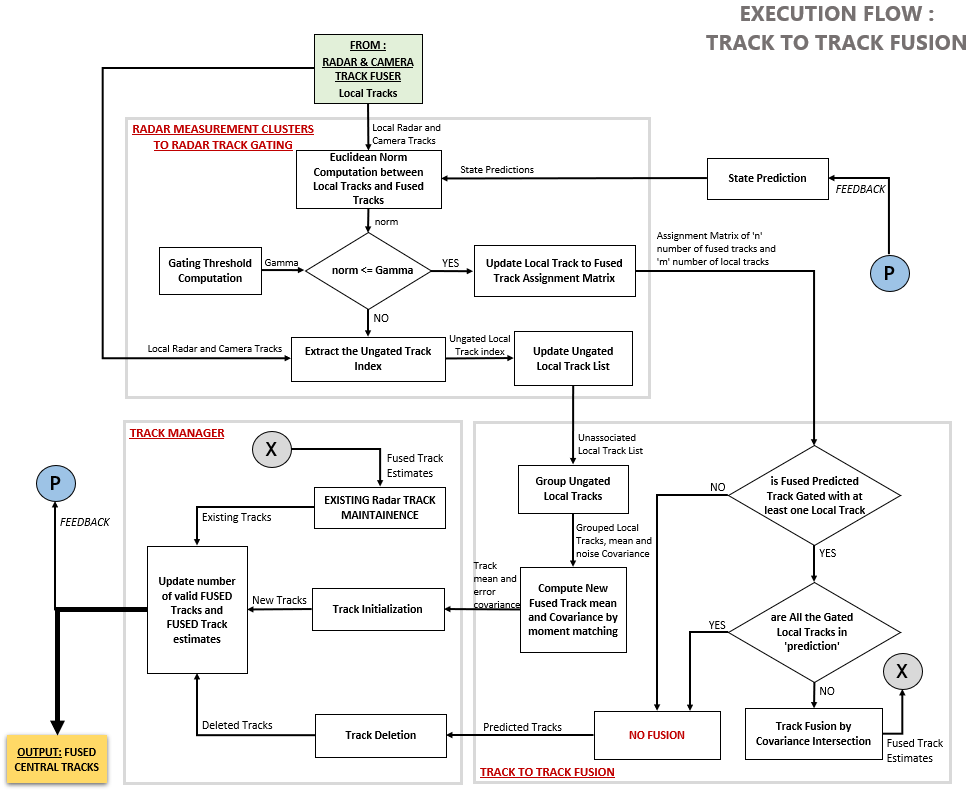 EXECUTION FLOW :
TRACK TO TRACK FUSION
FROM :
RADAR & CAMERA
TRACK FUSER
Local Tracks
RADAR MEASUREMENT CLUSTERS
TO RADAR TRACK GATING
Local Radar and
Camera Tracks
Euclidean Norm
Computation between
Local Tracks and Fused
Tracks
State Predictions
State Prediction
FEEDBACK
P
norm
Gating Threshold
Computation
Gamma
norm <= Gamma
YES
Update Local Track to Fused
Track Assignment Matrix
Assignment Matrix of 'n'
number of fused tracks and
'm' number of local tracks
NO
Local Radar and Camera Tracks
Extract the Ungated Track
Index
Ungated Local
Track index
Update Ungated
Local Track List
TRACK MANAGER
X
Fused Track
Estimates
EXISTING Radar TRACK
MAINTAINENCE
Existing Tracks
P
FEEDBACK
Update number
of valid FUSED
Tracks and
FUSED Track
estimates
New Tracks
Track Initialization
Track
mean and
error
covariance
Deleted Tracks
Track Deletion
Predicted Tracks
OUTPUT: FUSED
CENTRAL TRACKS
Unassociated
Local Track List
Group Ungated
Local Tracks
Grouped Local
Tracks, mean and
noise Covariance
Compute New
Fused Track mean
and Covariance by
moment matching
NO
is Fused Predicted
Track Gated with at
least one Local Track
YES
YES
are All the Gated
Local Tracks in
'prediction'
NO
X
NO FUSION
Track Fusion by
Covariance Intersection
Fused Track
Estimates
TRACK TO TRACK FUSION